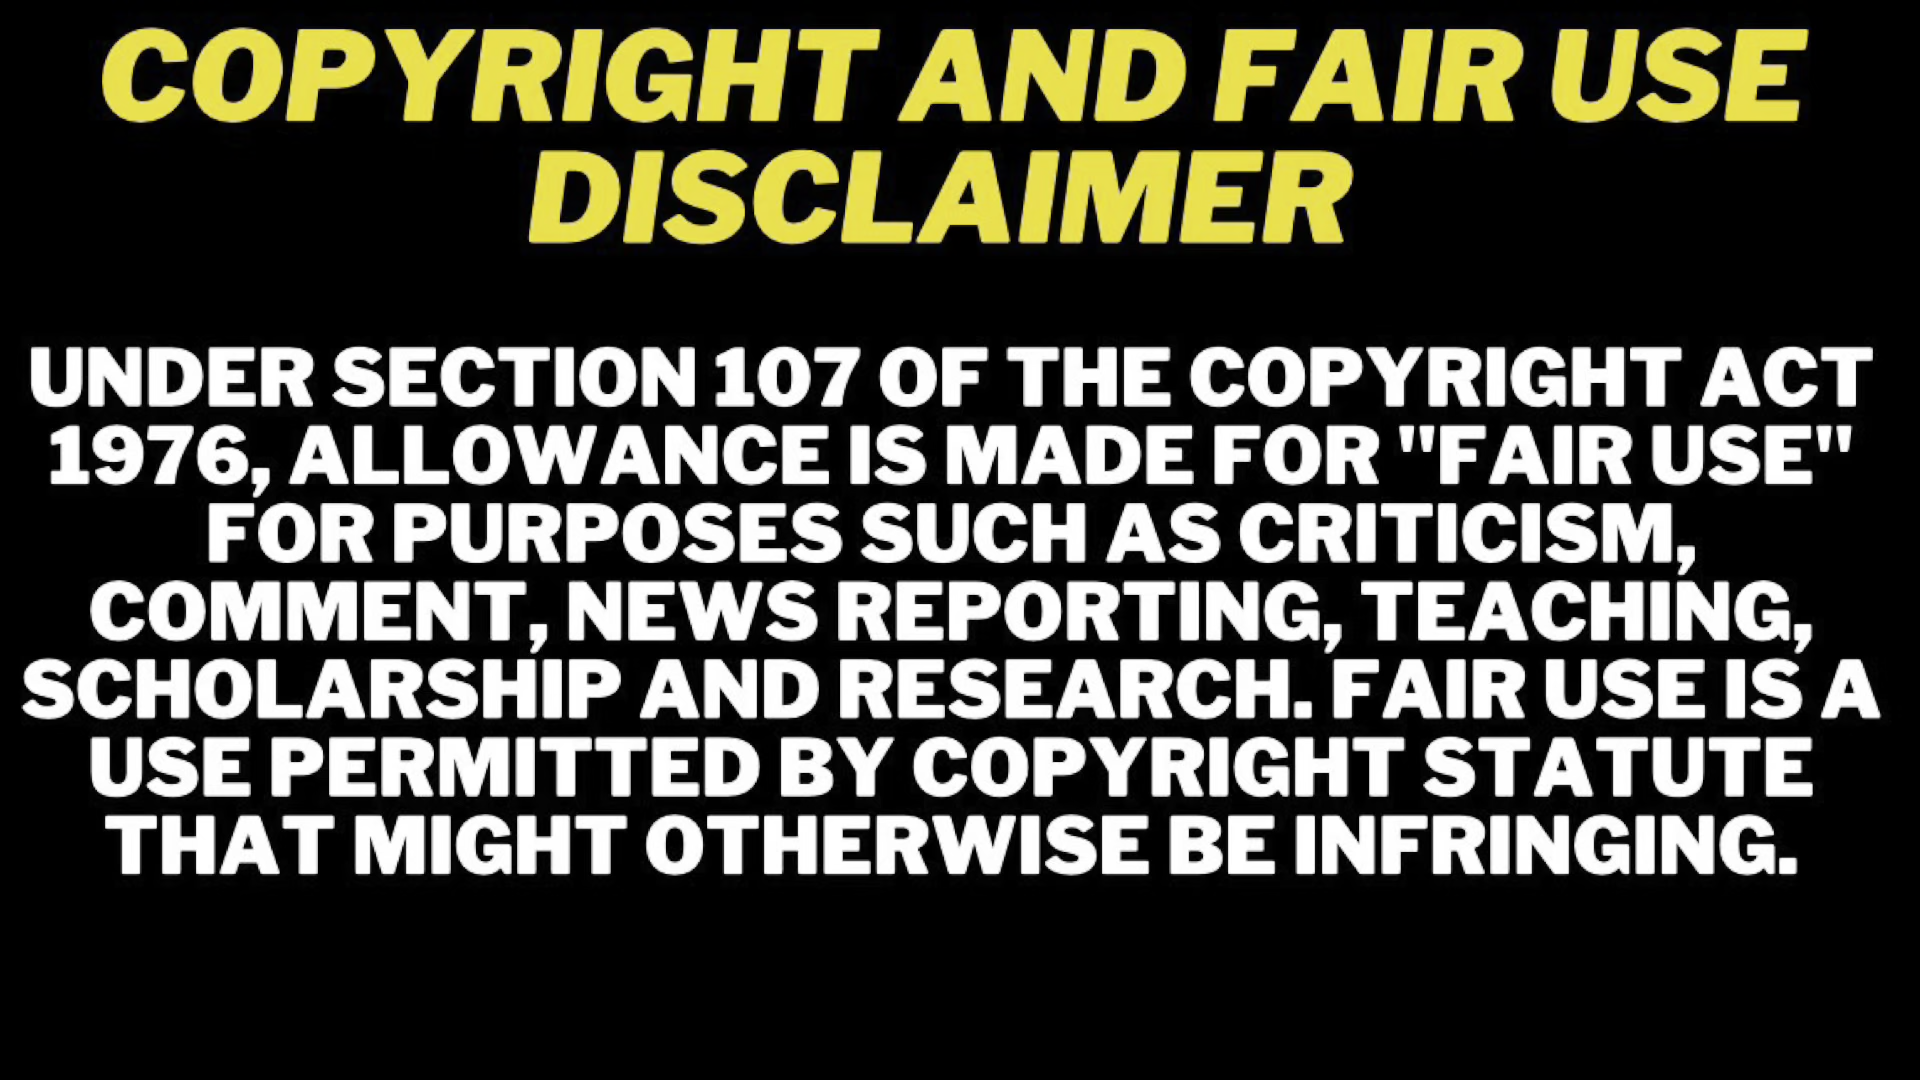 COPYRIGHT AND FAIR USE
DISCLAIMER
UNDER SECTION 107 OF THE COPYRIGHT ACT
1976, ALLOWANCE IS MADE FOR "FAIR USE"
FOR PURPOSES SUCH AS CRITICISM,
COMMENT, NEWS REPORTING, TEACHING,
SCHOLARSHIP AND RESEARCH. FAIR USE IS A
USE PERMITTED BY COPYRIGHT STATUTE
THAT MIGHT OTHERWISE BE INFRINGING.